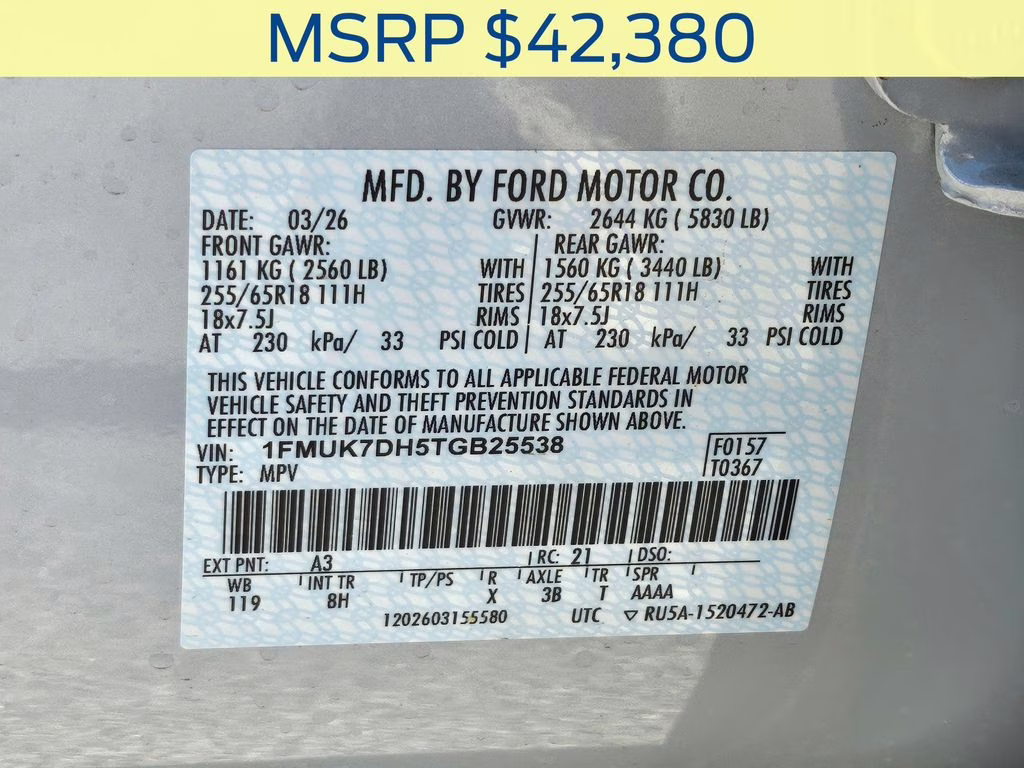 MSRP $42,380
MFD. BY FORD MOTOR CO.
DATE: 03/26 GVWR: 2644 KG ( 5830 LB)
FRONT GAWR: REAR GAWR:
1161 KG ( 2560 LB) WITH 1560 KG ( 3440 LB) WITH
255/65R18 111H TIRES 255/65R18 111H TIRES
18x7.5J RIMS 18x7.5J RIMS
AT 230 kPa/ 33 PSI COLD AT 230 kPa/ 33 PSI COLD
THIS VEHICLE CONFORMS TO ALL APPLICABLE FEDERAL MOTOR
VEHICLE SAFETY AND THEFT PREVENTION STANDARDS IN
EFFECT ON THE DATE OF MANUFACTURE SHOWN ABOVE.
VIN: 1FMUK7DH5TGB25538 F0157
TYPE: MPV T0367
EXT PNT: A3 RC: 21 DSO:
WB INT TR TP/PS R AXLE TR SPR
119 8H X 3B T AAAA
1202603155580 UTC ▽ RU5A-1520472-AB